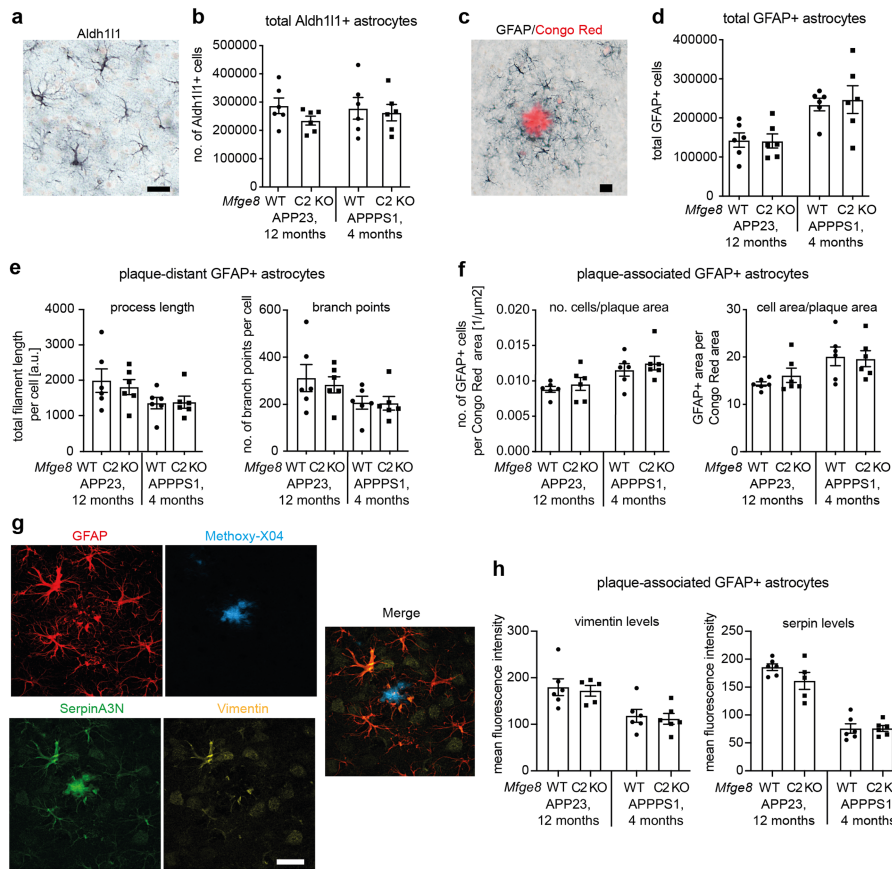 a
Aldh1l1
b
total Aldh1l1+ astrocytes
no. of Aldh1l1+ cells
500000
400000
300000
200000
100000
0
Mfge8 WT C2 KO WT C2 KO
APP23, APPPS1,
12 months 4 months
c
GFAP/Congo Red
d
total GFAP+ astrocytes
total GFAP+ cells
400000
300000
200000
100000
0
Mfge8 WT C2 KO WT C2 KO
APP23, APPPS1,
12 months 4 months
e
plaque-distant GFAP+ astrocytes
process length
total filament length
per cell [a.u.]
4000
3000
2000
1000
0
Mfge8 WT C2 KO WT C2 KO
APP23, APPPS1,
12 months 4 months
branch points
no. of branch points per cell
600
400
200
0
WT C2 KO WT C2 KO
APP23, APPPS1,
12 months 4 months
f
plaque-associated GFAP+ astrocytes
no. cells/plaque area
no. of GFAP+ cells
per Congo Red area [1/µm2]
0.020
0.015
0.010
0.005
0.000
Mfge8 WT C2 KO WT C2 KO
APP23, APPPS1,
12 months 4 months
cell area/plaque area
GFAP+ area per
Congo Red area
30
20
10
0
WT C2 KO WT C2 KO
APP23, APPPS1,
12 months 4 months
g
GFAP
Methoxy-X04
Merge
SerpinA3N
Vimentin
h
plaque-associated GFAP+ astrocytes
vimentin levels
mean fluorescence intensity
300
200
100
0
Mfge8 WT C2 KO WT C2 KO
APP23, APPPS1,
12 months 4 months
serpin levels
mean fluorescence intensity
250
200
150
100
50
0
WT C2 KO WT C2 K
APP23, APPPS1
12 months 4 months